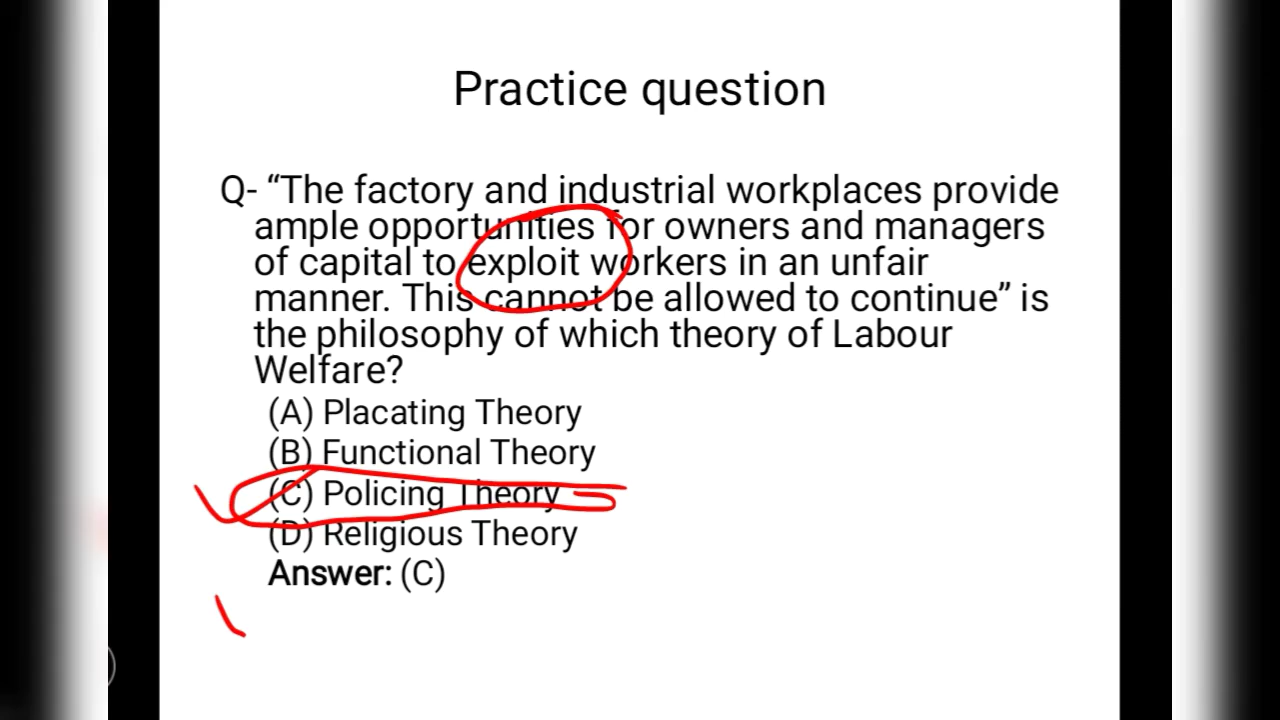 Practice question
Q- “The factory and industrial workplaces provide
ample opportunities for owners and managers
of capital to exploit workers in an unfair
manner. This cannot be allowed to continue” is
the philosophy of which theory of Labour
Welfare?
(A) Placating Theory
(B) Functional Theory
(C) Policing Theory
(D) Religious Theory
Answer: (C)